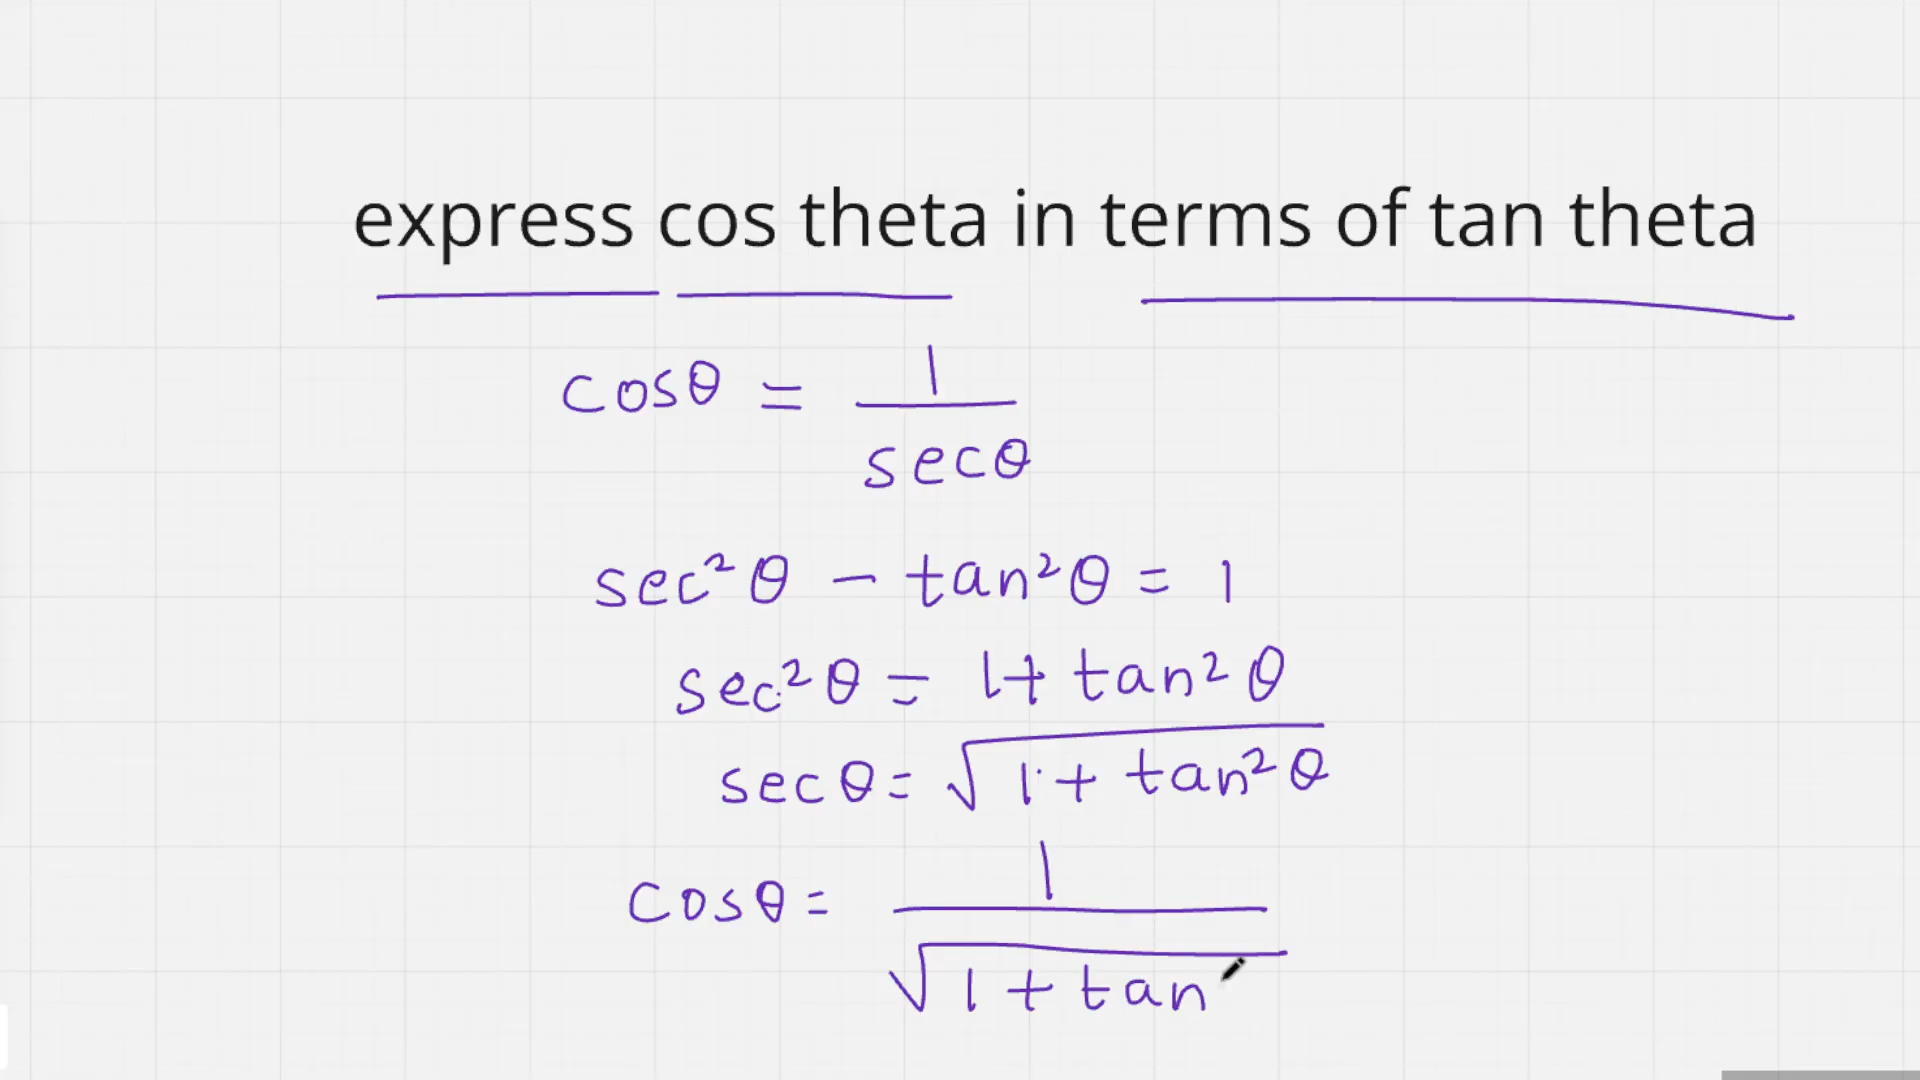 express cos theta in terms of tan theta
cosθ = 1/secθ
sec²θ − tan²θ = 1
sec²θ = 1+ tan²θ
secθ = √(1 + tan²θ)
cosθ = 1/√(1 + tan